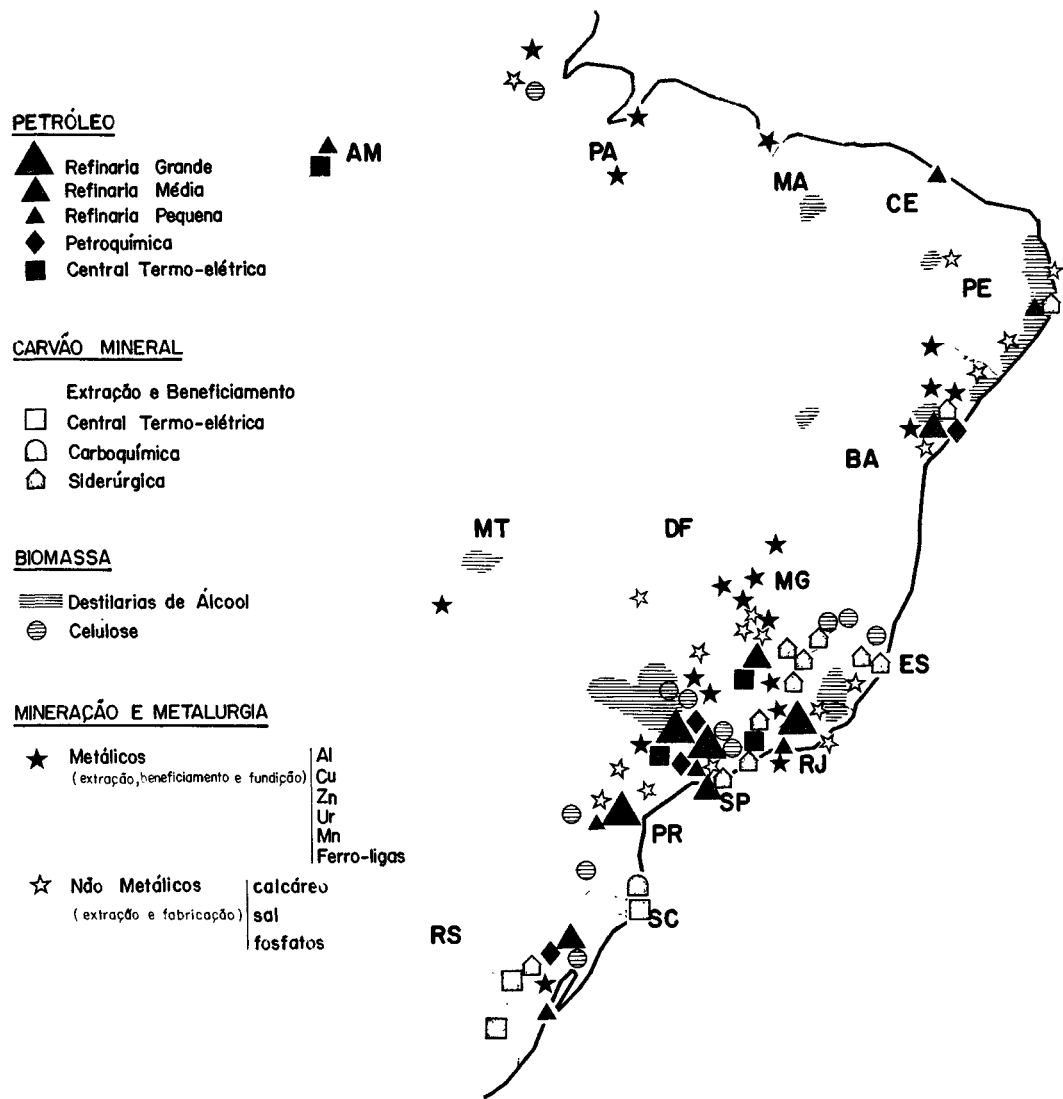 PETRÓLEO
Refinaria Grande
Refinaria Média
Refinaria Pequena
Petroquímica
Central Termo-elétrica
CARVÃO MINERAL
Extração e Beneficiamento
Central Termo-elétrica
Carboquímica
Siderúrgica
BIOMASSA
Destilarias de Álcool
Celulose
MINERAÇÃO E METALURGIA
Metálicos
(extração, beneficiamento e fundição)
Al
Cu
Zn
Ur
Mn
Ferro-ligas
Não Metálicos
(extração e fabricação)
calcáreo
sal
fosfatos
AM
PA
MA
CE
PE
BA
MT
DF
MG
ES
RJ
SP
PR
SC
RS